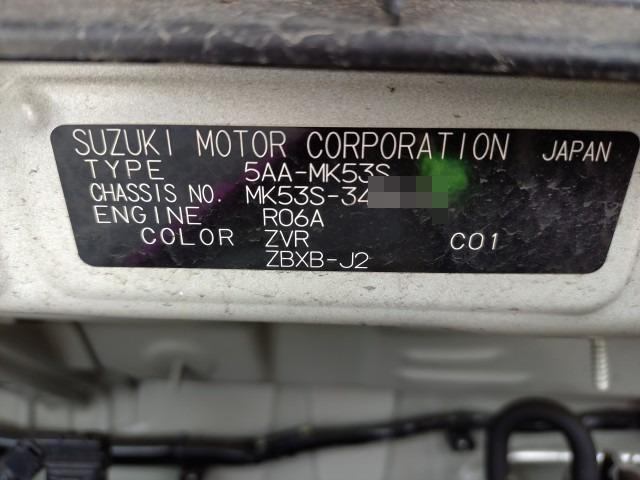 SUZUKI MOTOR CORPORATION JAPAN
TYPE 5AA-MK53S
CHASSIS NO. MK53S-34
ENGINE R06A
COLOR ZVR C01
ZBXB-J2